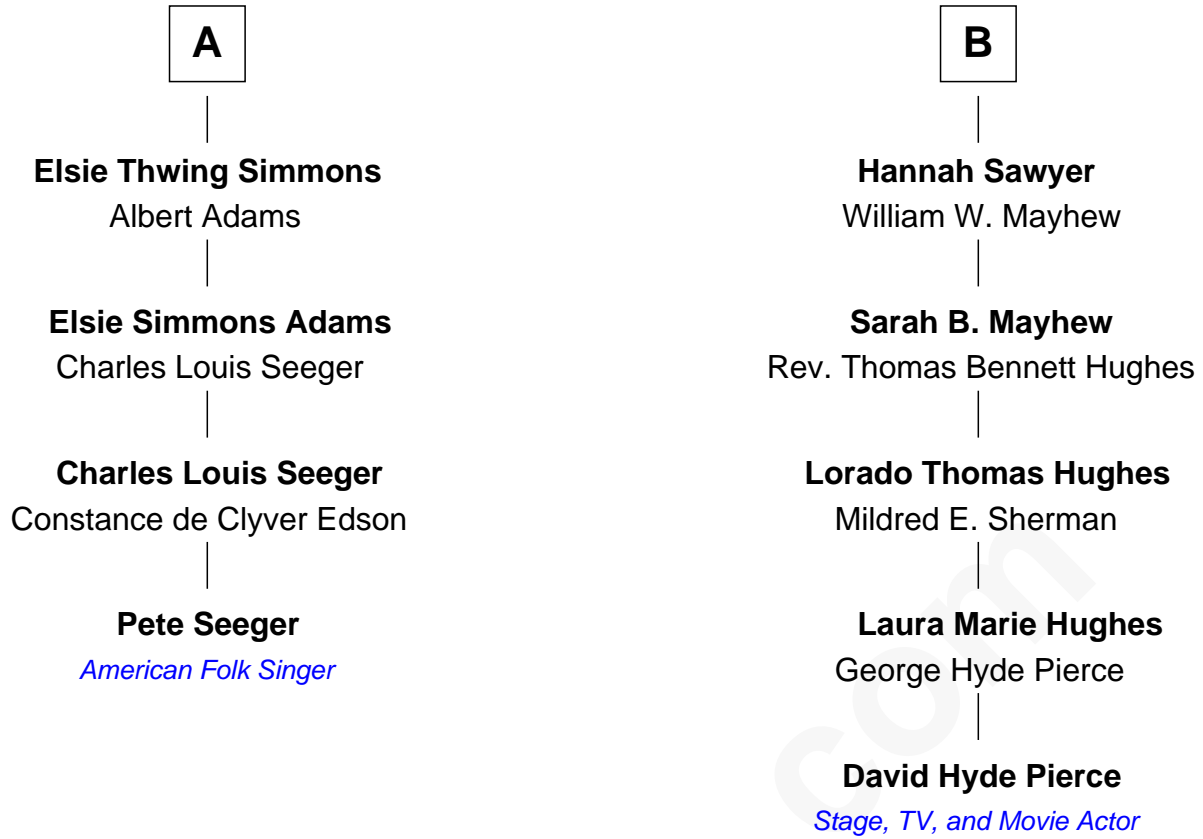 A
Elsie Thwing Simmons
Albert Adams
Elsie Simmons Adams
Charles Louis Seeger
Charles Louis Seeger
Constance de Clyver Edson
Pete Seeger
American Folk Singer
B
Hannah Sawyer
William W. Mayhew
Sarah B. Mayhew
Rev. Thomas Bennett Hughes
Lorado Thomas Hughes
Mildred E. Sherman
Laura Marie Hughes
George Hyde Pierce
David Hyde Pierce
Stage, TV, and Movie Actor
com